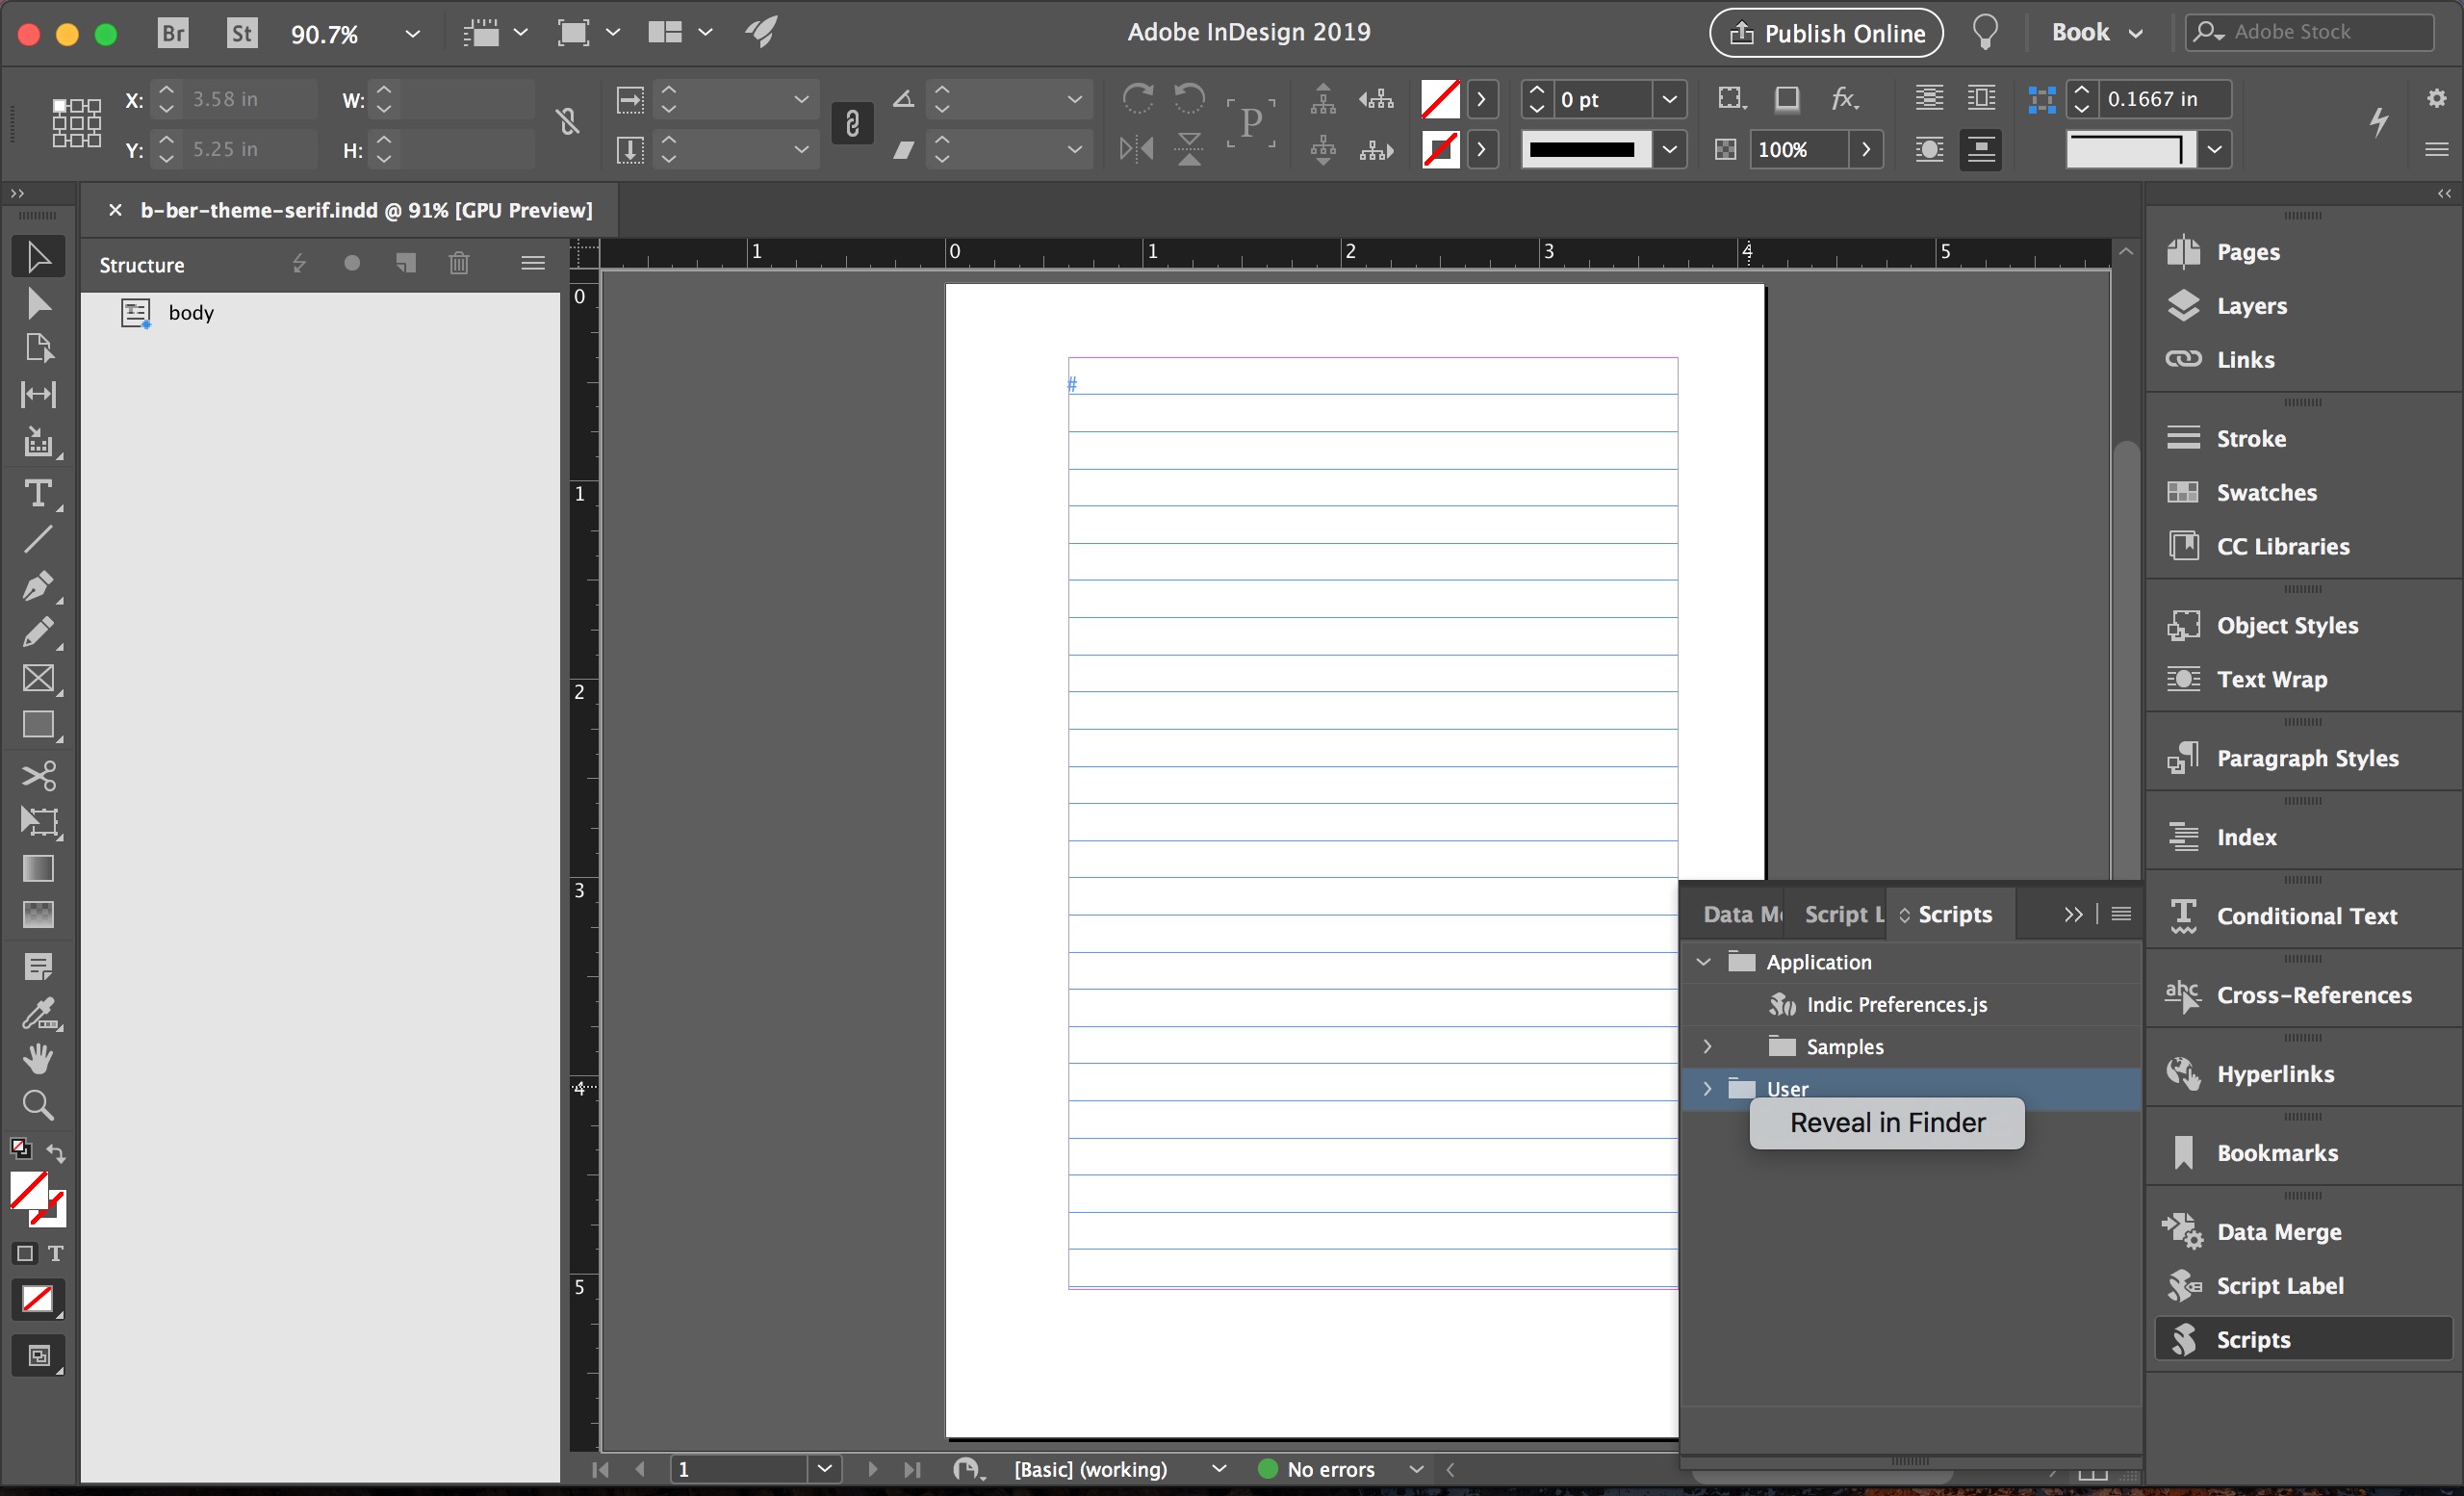 Br St 90.7% Adobe InDesign 2019 Publish Online Book Adobe Stock
X: 3.58 in W: 0 pt 0.1667 in
Y: 5.25 in H: P 100% fx
× b-ber-theme-serif.indd @ 91% [GPU Preview]
Structure
body
1 0 1 2 3 4 5
0
1
2
3
4
5
#
Pages
Layers
Links
Stroke
Swatches
CC Libraries
Object Styles
Text Wrap
Paragraph Styles
Index
Conditional Text
Cross-References
Hyperlinks
Bookmarks
Data Merge
Script Label
Scripts
Data Me Script L Scripts
Application
Indic Preferences.js
Samples
User
Reveal in Finder
1 [Basic] (working) No errors